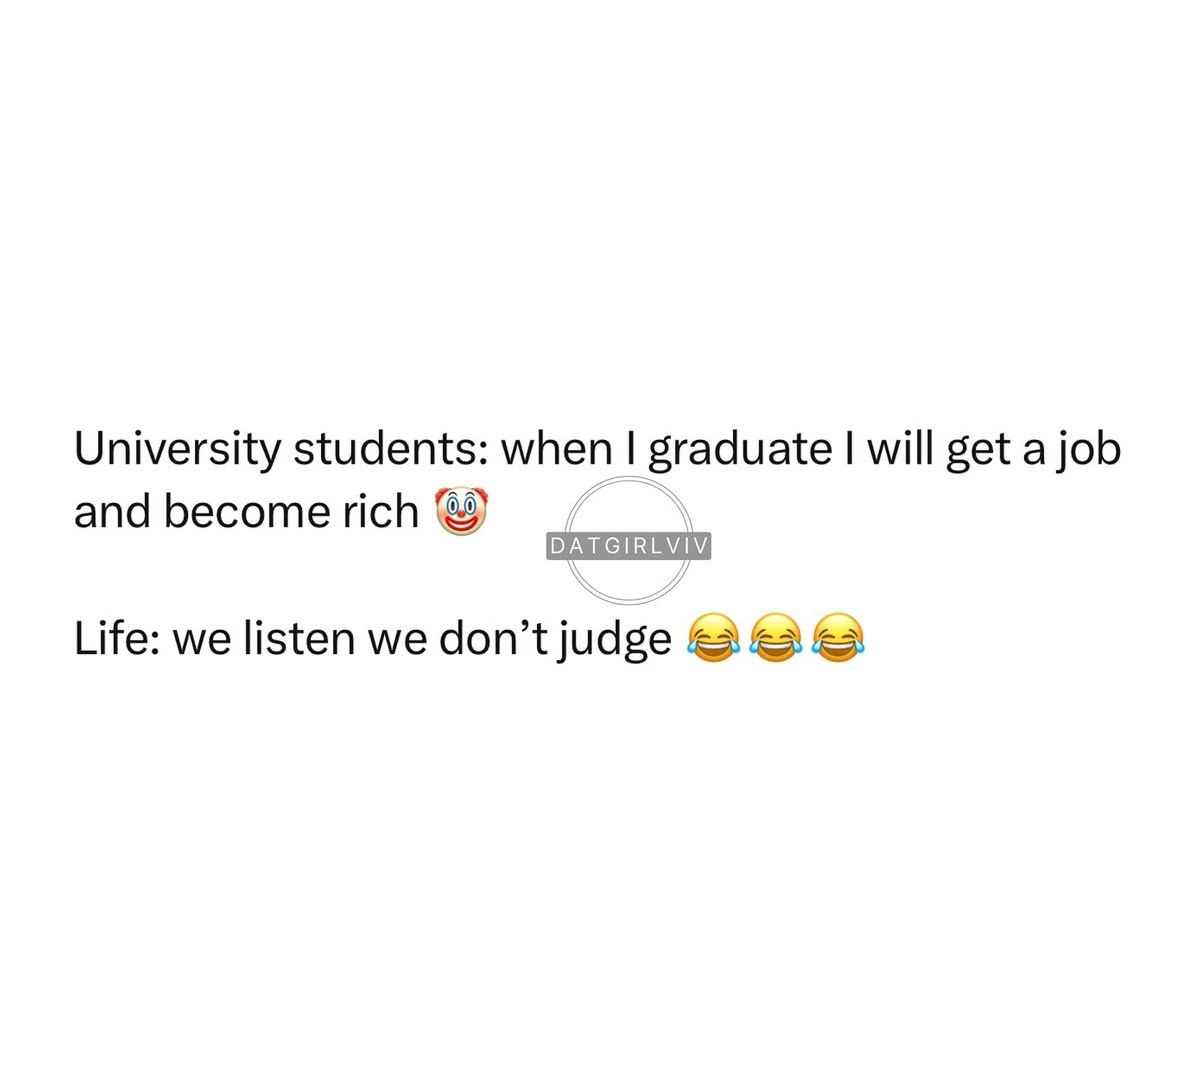 University students: when I graduate I will get a job
and become rich 🤡
DATGIRLVIV
Life: we listen we don’t judge 😂😂😂